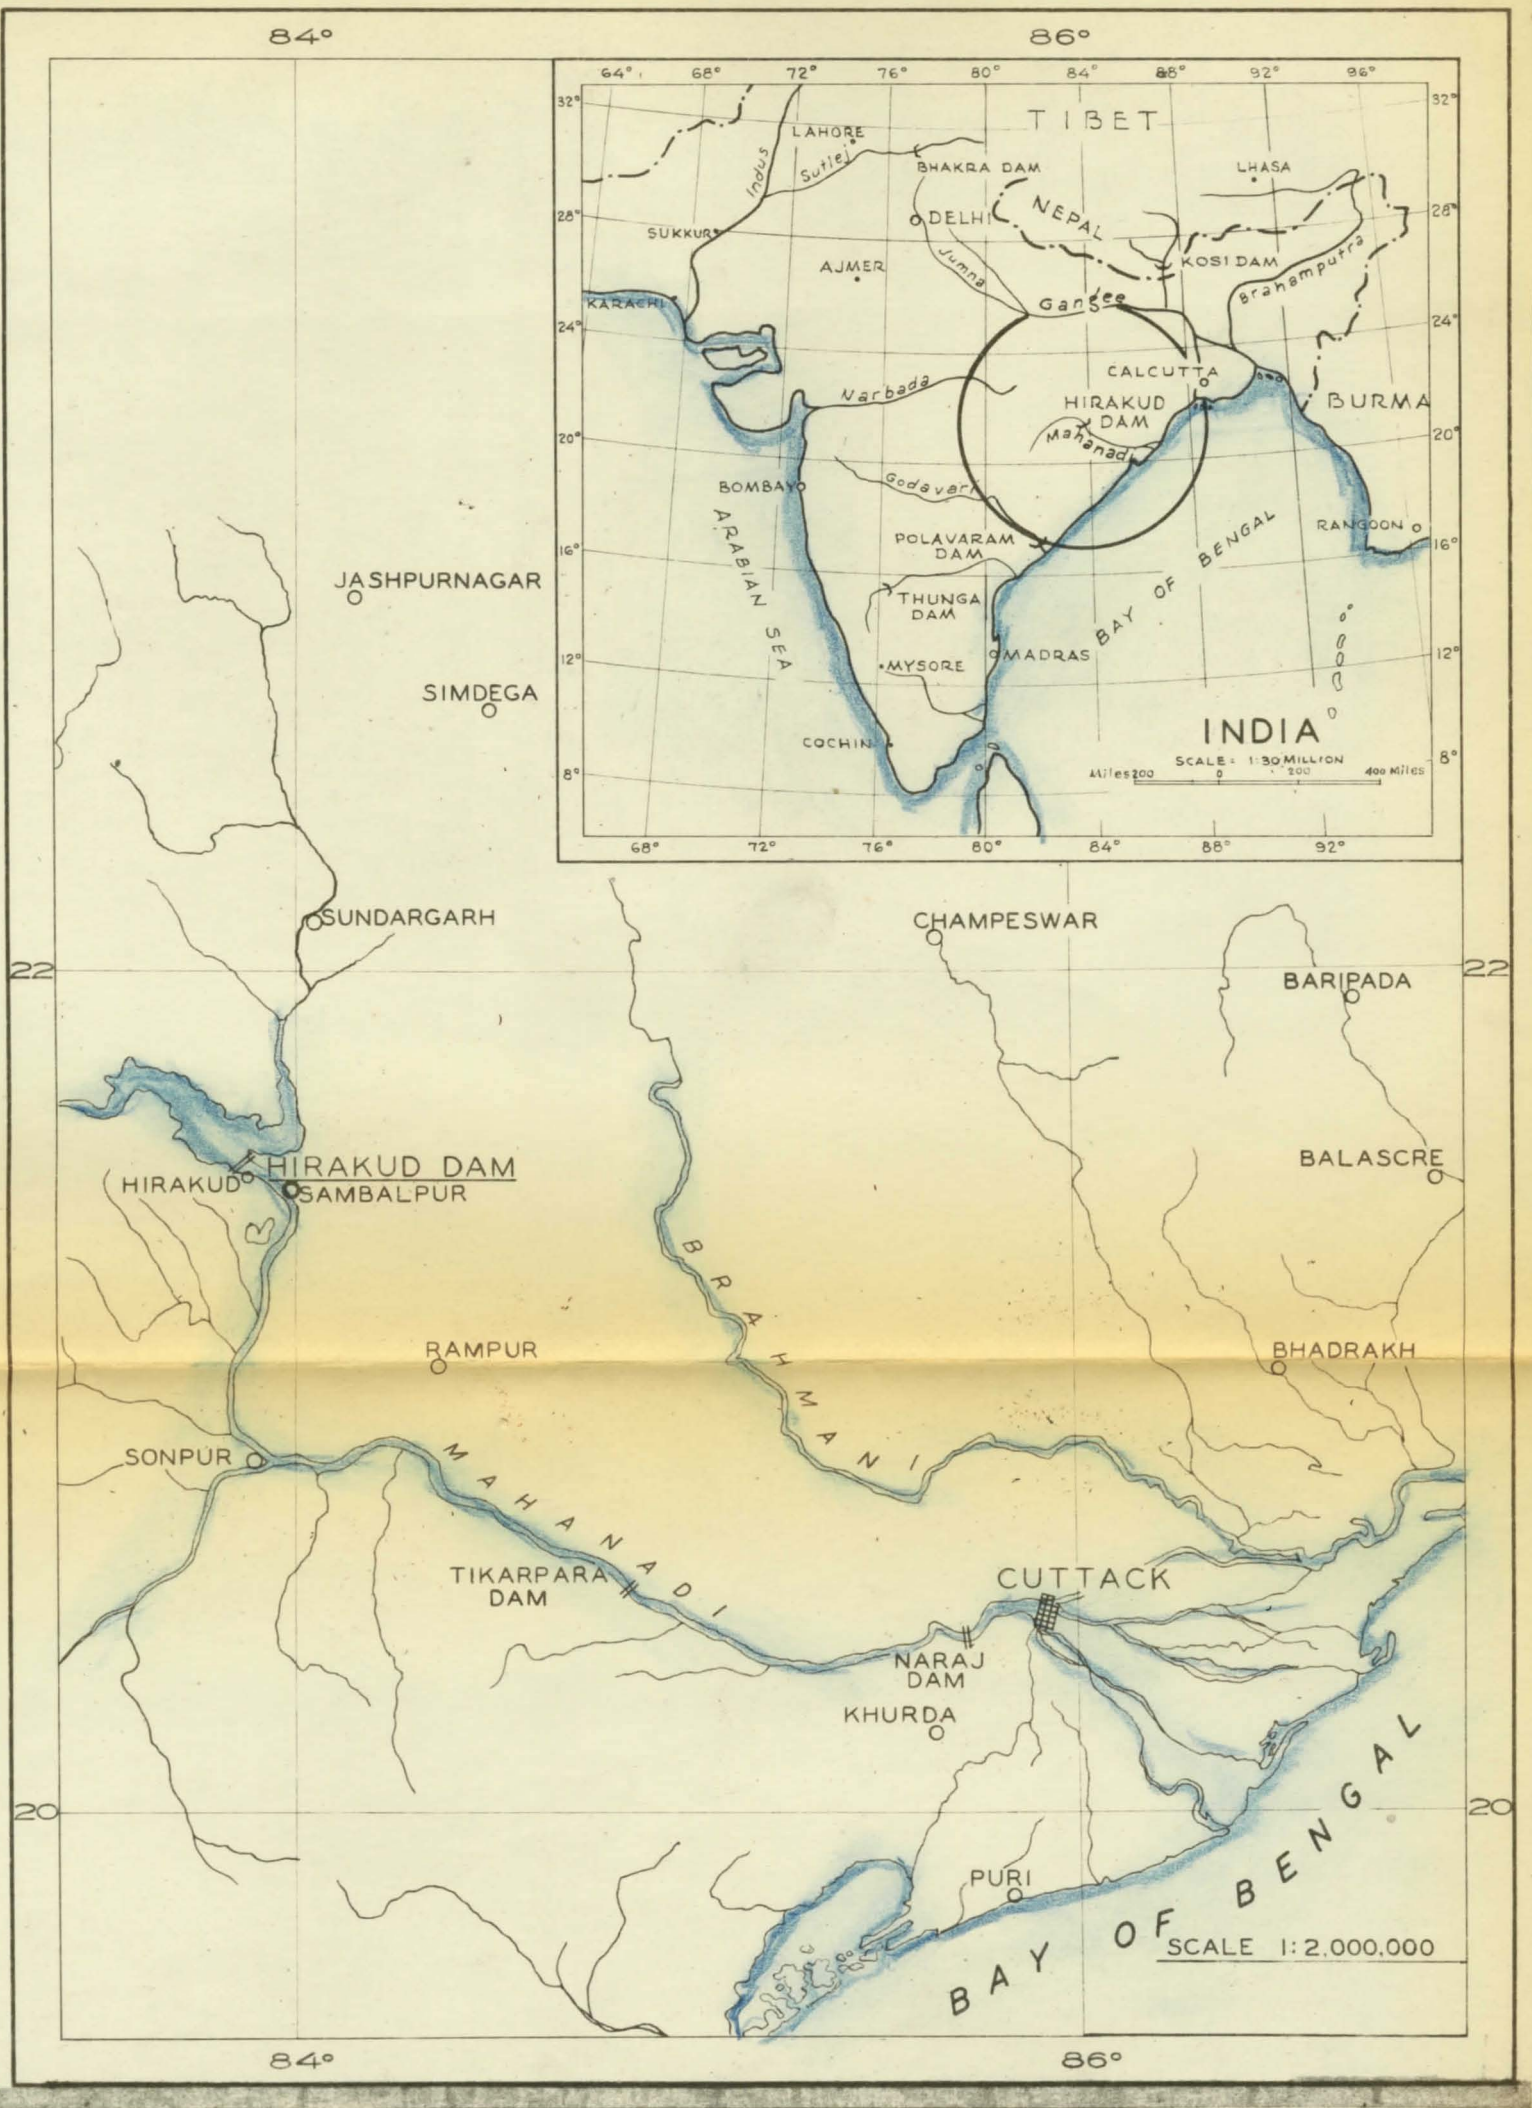 84° 86°
64° 68° 72° 76° 80° 84° 88° 92° 96°
32° 32°
TIBET
LAHORE
Indus
Sutlej
BHAKRA DAM
LHASA
28° 28°
DELHI
NEPAL
SUKKUR
Jumna
KOSI DAM
AJMER
Brahamputra
KARACHI
Gangee
24° 24°
CALCUTTA
Narbada
HIRAKUD
DAM
BURMA
Mahanadi
20° 20°
Godavari
BOMBAY
ARABIAN SEA
RANGOON
POLAVARAM
DAM
16° 16°
BAY OF BENGAL
THUNGA
DAM
12° 12°
MADRAS
MYSORE
INDIA
COCHIN
SCALE: 1:30 MILLION
Miles 200 0 200 400 Miles
8° 8°
68° 72° 76° 80° 84° 88° 92°
JASHPURNAGAR
SIMDEGA
SUNDARGARH
CHAMPESWAR
22 22
BARIPADA
HIRAKUD DAM
BALASCRE
HIRAKUD
SAMBALPUR
BRAHMANI
RAMPUR
BHADRAKH
SONPUR
MAHANADI
TIKARPARA
DAM
CUTTACK
NARAJ
DAM
KHURDA
20 20
PURI
BAY OF BENGAL
SCALE 1:2,000,000
84° 86°